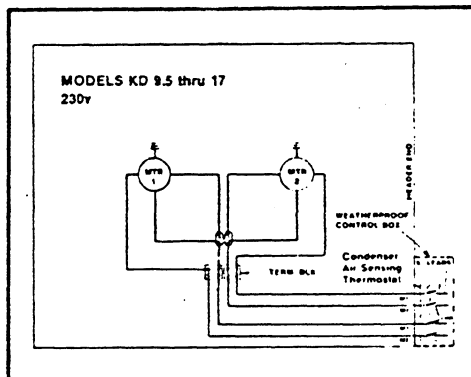 MODELS KD 9.5 thru 17
230v
MTR
1
MTR
2
HEADER END
WEATHERPROOF
CONTROL BOX
LEADS
Condenser
Air Sensing
Thermostat
TERM BLK